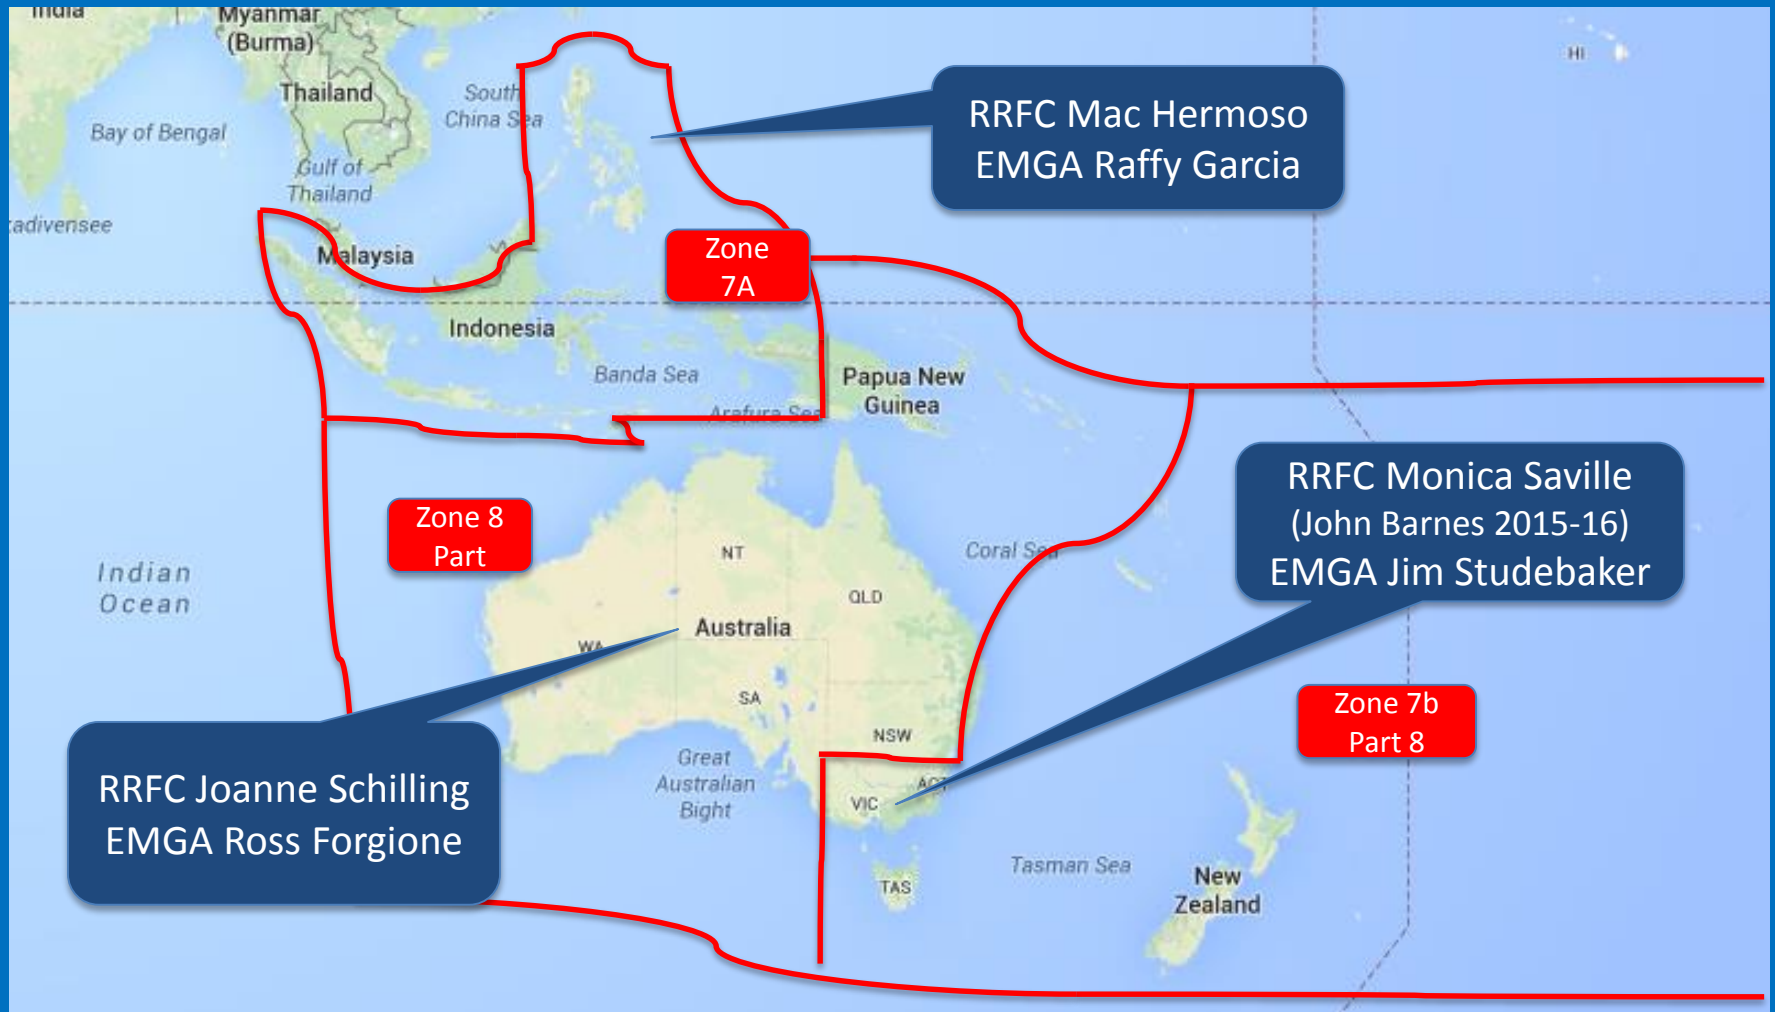 India
Myanmar
(Burma)
HI
Thailand
South
China Sea
RRFC Mac Hermoso
EMGA Raffy Garcia
Bay of Bengal
Gulf of
Thailand
kadivensee
Malaysia
Zone
7A
Indonesia
Banda Sea
Papua New
Guinea
Arafura Sea
RRFC Monica Saville
(John Barnes 2015-16)
EMGA Jim Studebaker
Zone 8
Part
Indian
Ocean
NT
Coral Sea
QLD
Australia
WA
SA
NSW
Zone 7b
Part 8
Great
Australian
Bight
RRFC Joanne Schilling
EMGA Ross Forgione
ACT
VIC
Tasman Sea
TAS
New
Zealand